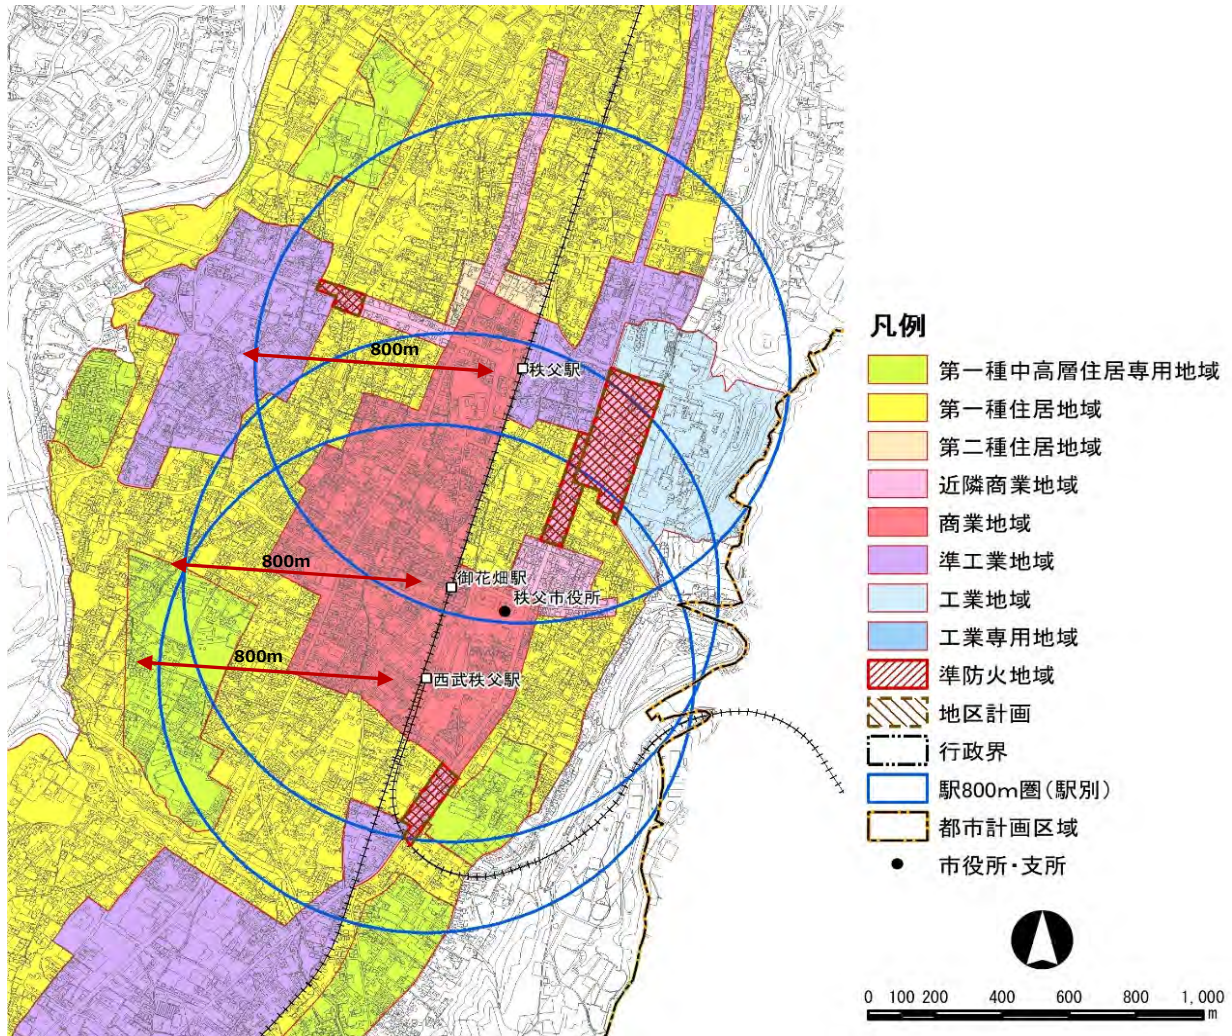 800m
秩父駅
800m
御花畑駅
秩父市役所
800m
西武秩父駅
凡例
第一種中高層住居専用地域
第一種住居地域
第二種住居地域
近隣商業地域
商業地域
準工業地域
工業地域
工業専用地域
準防火地域
地区計画
行政界
駅800m圏(駅別)
都市計画区域
市役所・支所
0 100 200 400 600 800 1,000
m